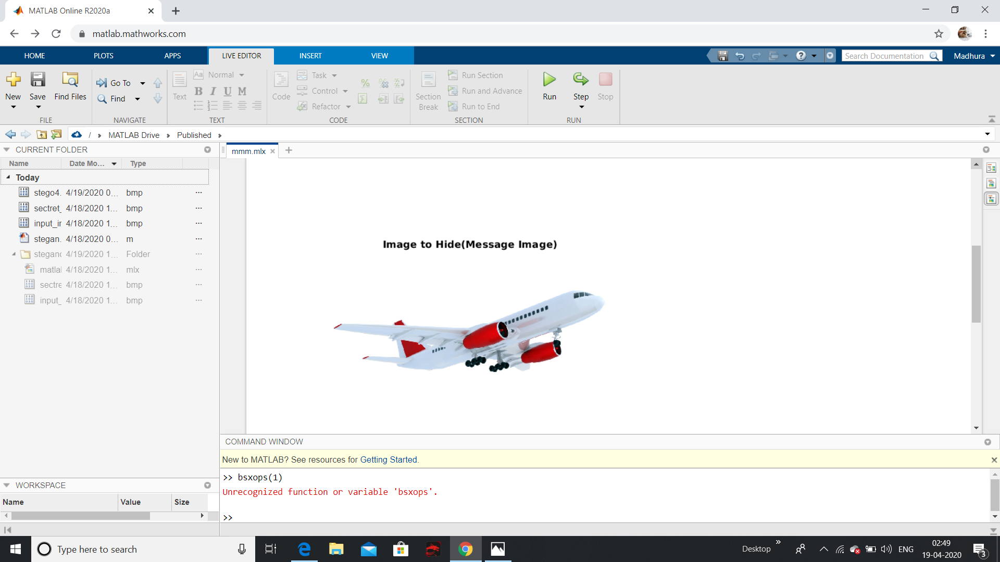 MATLAB Online R2020a
matlab.mathworks.com
HOME PLOTS APPS LIVE EDITOR INSERT VIEW
Search Documentation Madhura
New Save Find Files
Go To
Find
Text
Aa Normal
B I U M
Code
Task
Control
Refactor
Section Break
Run Section
Run and Advance
Run to End
Run Step Stop
FILE NAVIGATE TEXT CODE SECTION RUN
/ MATLAB Drive Published
CURRENT FOLDER
mmm.mlx
Name Date Mo... Type
Today
stego4. 4/19/2020 0... bmp ...
sectret_ 4/18/2020 1... bmp ...
input_ir 4/18/2020 1... bmp ...
stegan. 4/18/2020 0... m ...
stegano 4/19/2020 1... Folder ...
matlal 4/18/2020 1... mlx ...
sectre 4/18/2020 1... bmp ...
input_ 4/18/2020 1... bmp ...
Image to Hide(Message Image)
COMMAND WINDOW
New to MATLAB? See resources for Getting Started.
>> bsxops(1)
Unrecognized function or variable 'bsxops'.
>>
WORKSPACE
Name Value Size
Type here to search
Desktop
ENG
02:49
19-04-2020
3